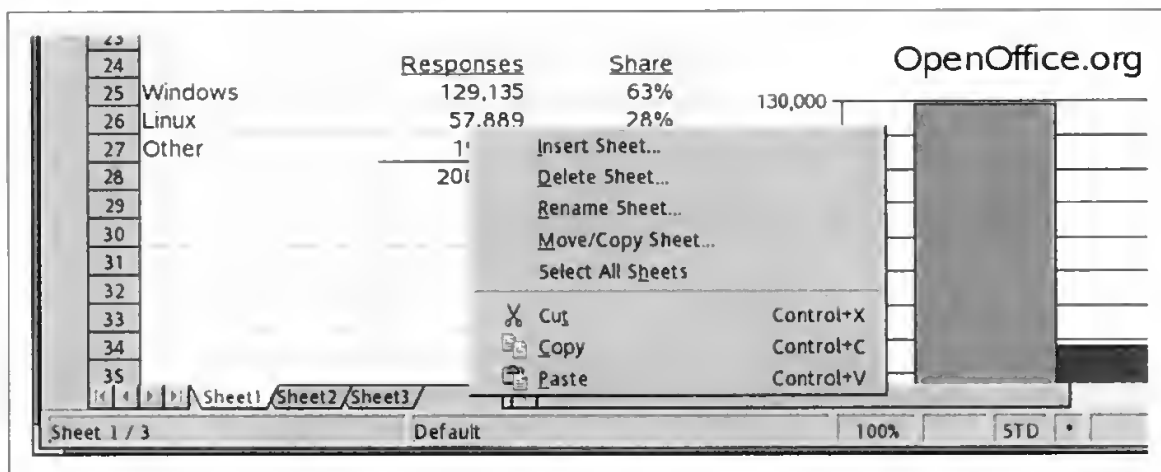 23
24 Responses Share OpenOffice.org
25 Windows 129,135 63% 130,000
26 Linux 57,889 28%
27 Other 1
Insert Sheet...
28 20
Delete Sheet...
29 Rename Sheet...
30 Move/Copy Sheet...
31 Select All Sheets
32
33 Cut Control+X
34 Copy Control+C
35 Paste Control+V
Sheet1 Sheet2 Sheet3
Sheet 1 / 3 Default 100% STD *